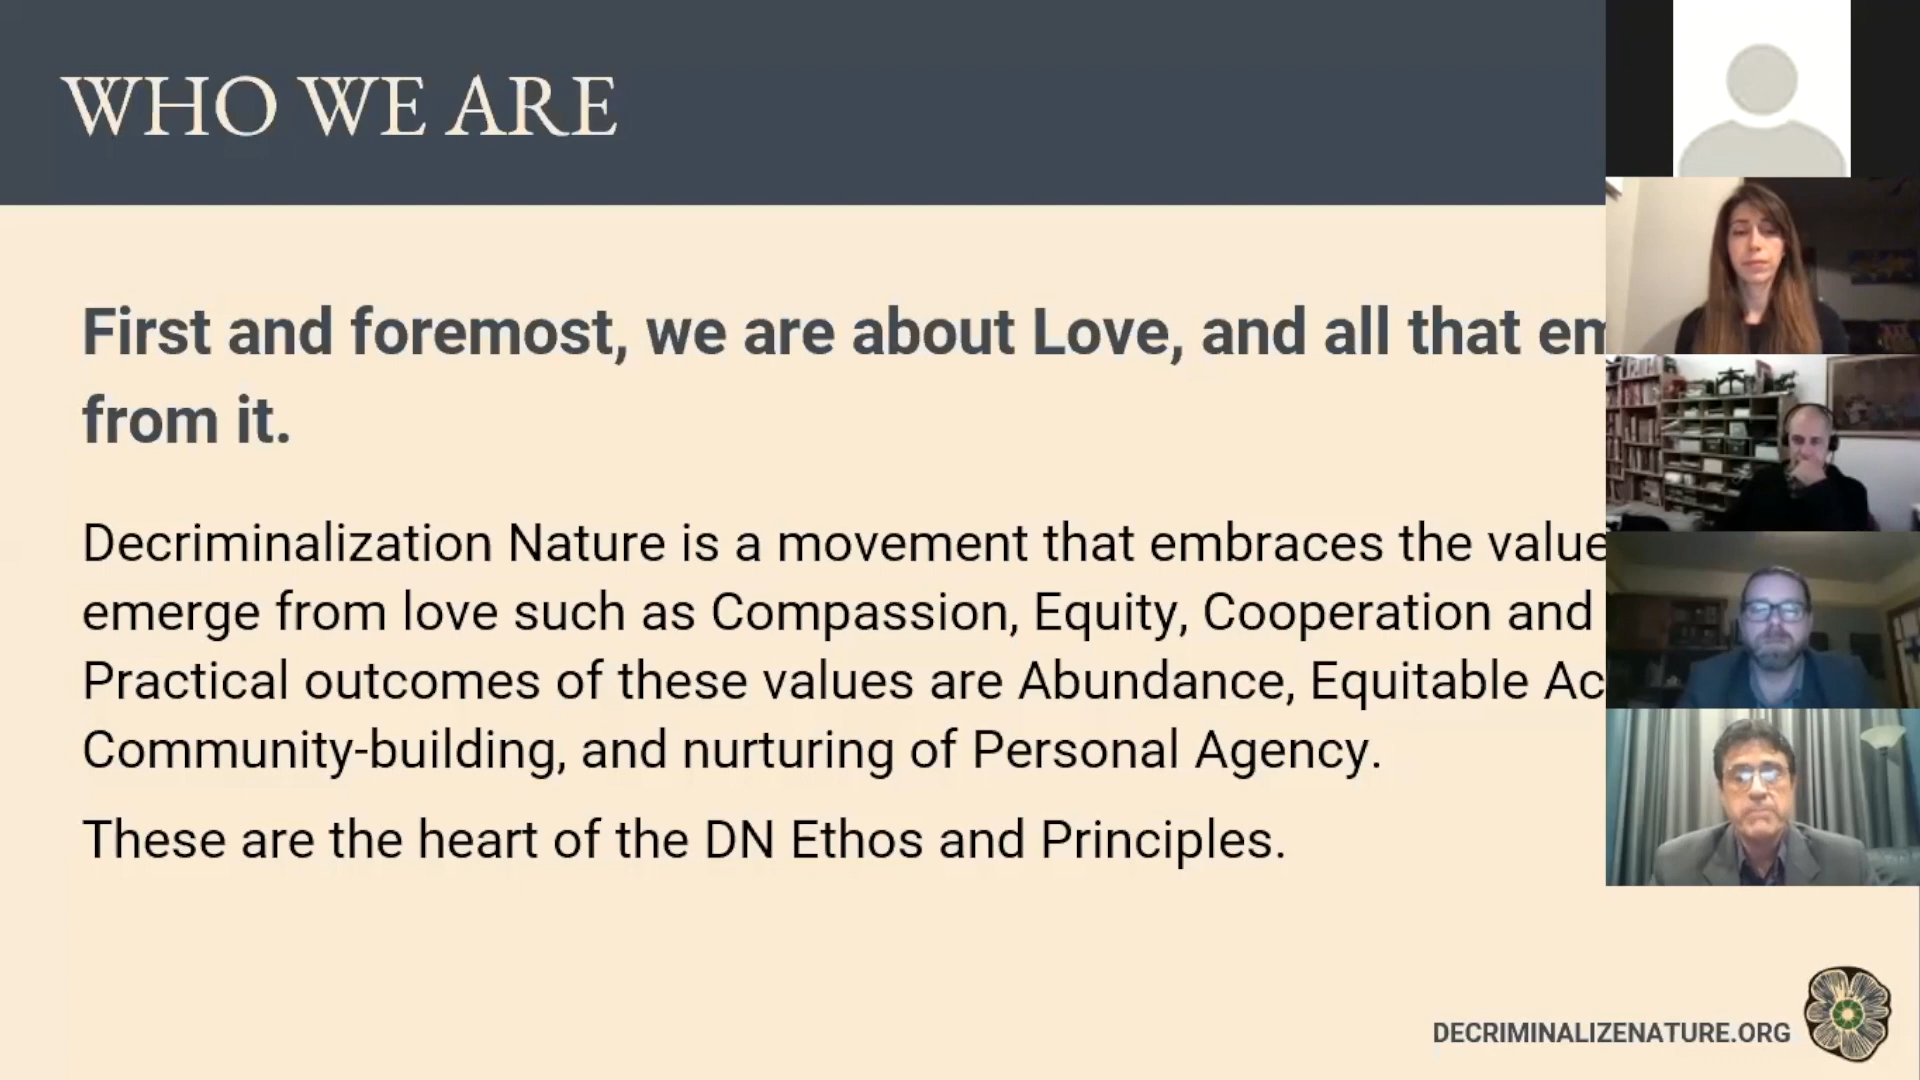 WHO WE ARE
First and foremost, we are about Love, and all that
from it.
Decriminalization Nature is a movement that embraces the value
emerge from love such as Compassion, Equity, Cooperation and
Practical outcomes of these values are Abundance, Equitable
Community-building, and nurturing of Personal Agency.
These are the heart of the DN Ethos and Principles.
DECRIMINALIZENATURE.ORG